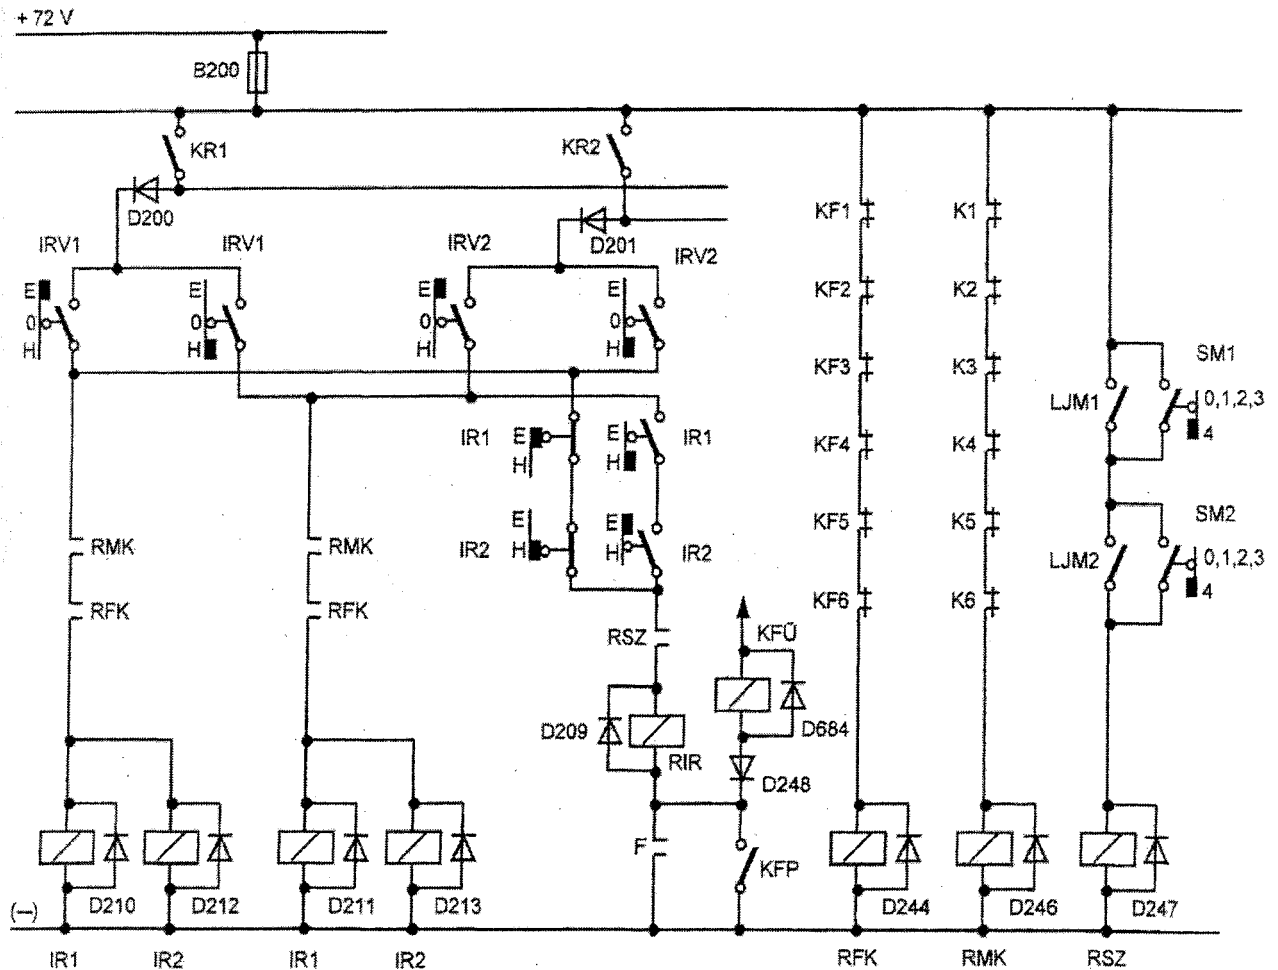 + 72 V
B200
KR1
KR2
D200
D201
IRV1
IRV1
IRV2
IRV2
E
0
H
E
0
H
E
0
H
E
0
H
KF1
K1
KF2
K2
KF3
K3
KF4
K4
KF5
K5
KF6
K6
SM1
LJM1
0,1,2,3
4
SM2
LJM2
0,1,2,3
4
IR1
E
H
E
H
IR1
IR2
E
H
E
H
IR2
RMK
RMK
RFK
RFK
RSZ
KFŰ
D209
RIR
D684
D248
F
KFP
(–)
D210
D212
D211
D213
D244
D246
D247
IR1
IR2
IR1
IR2
RFK
RMK
RSZ